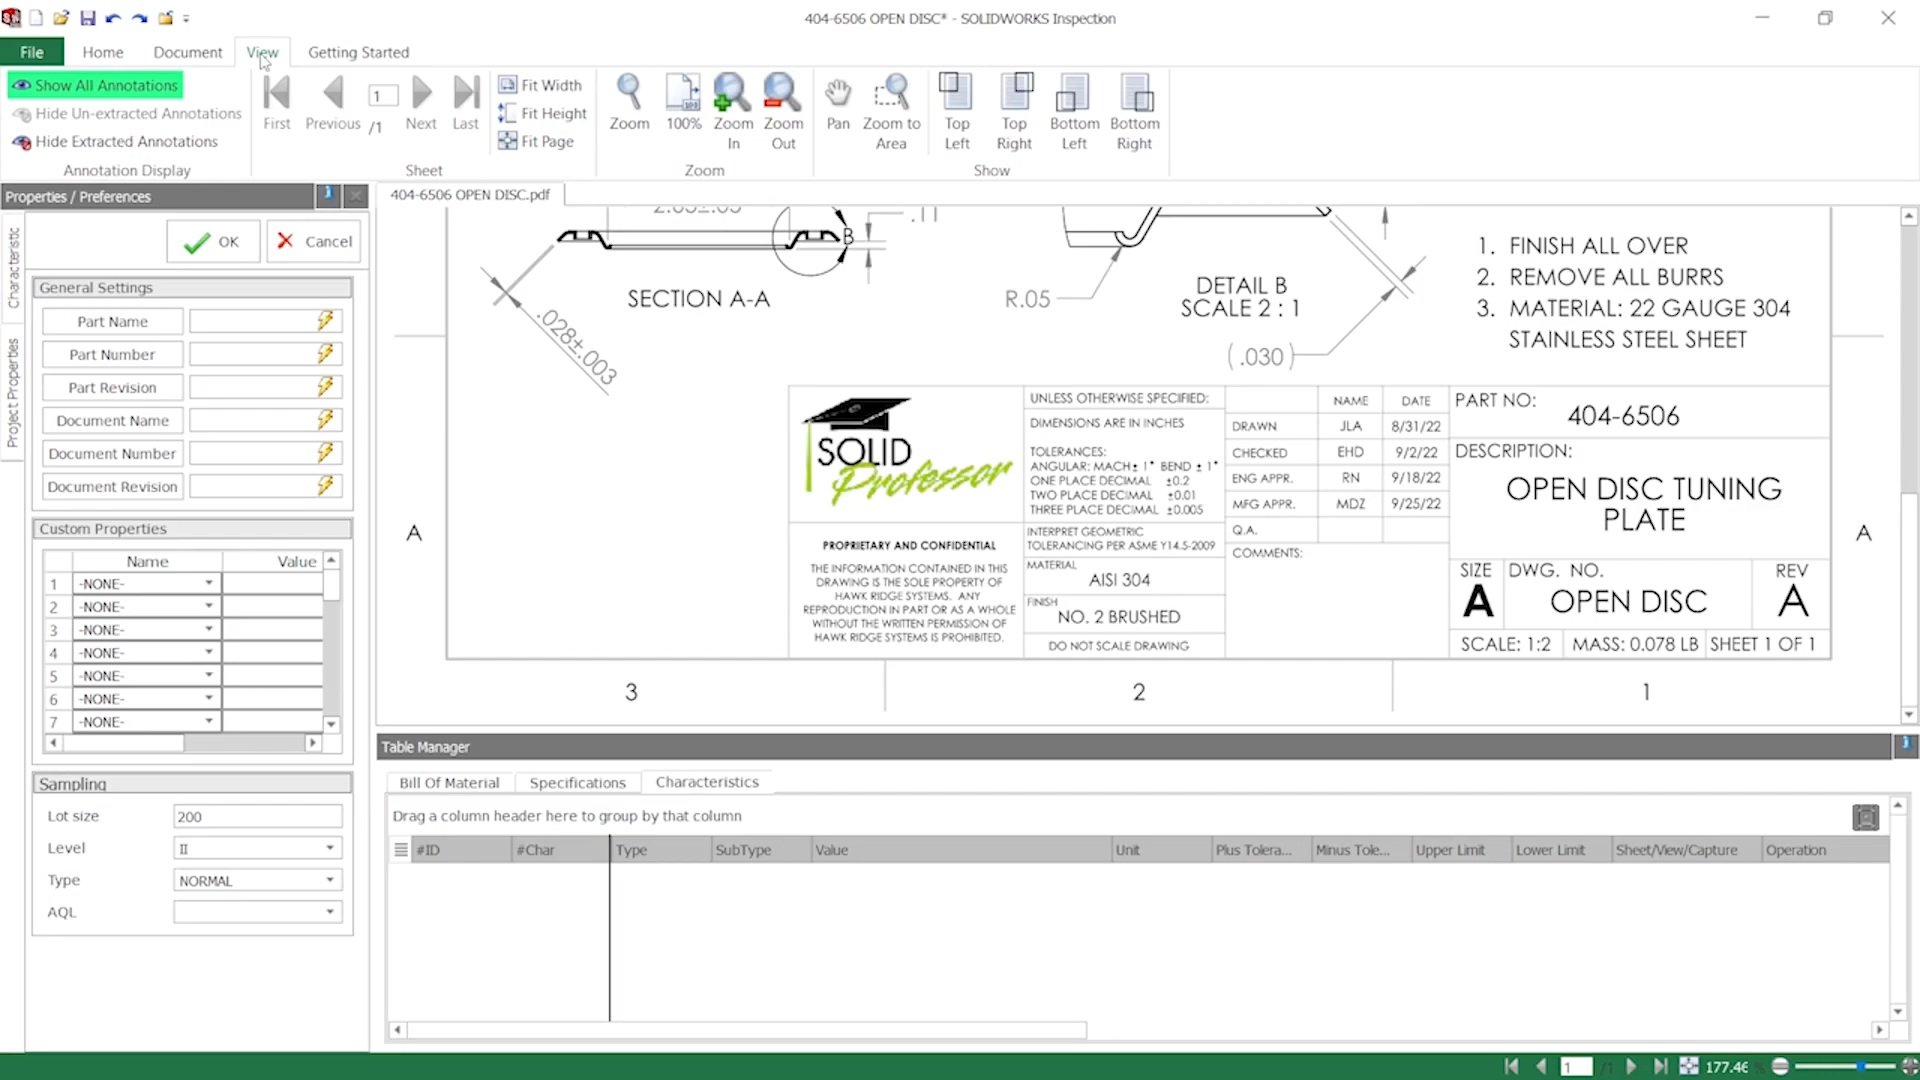 404-6506 OPEN DISC* - SOLIDWORKS Inspection
File Home Document View Getting Started
Show All Annotations
Hide Un-extracted Annotations
Hide Extracted Annotations
Annotation Display
First Previous 1 /1 Next Last
Fit Width
Fit Height
Fit Page
Sheet
Zoom 100% Zoom In Zoom Out
Zoom
Pan Zoom to Area Top Left Top Right Bottom Left Bottom Right
Show
Properties / Preferences
404-6506 OPEN DISC.pdf
Characteristic
Project Properties
OK Cancel
General Settings
Part Name
Part Number
Part Revision
Document Name
Document Number
Document Revision
Custom Properties
Name Value
1 -NONE-
2 -NONE-
3 -NONE-
4 -NONE-
5 -NONE-
6 -NONE-
7 -NONE-
Sampling
Lot size 200
Level II
Type NORMAL
AQL
B
SECTION A-A
.028±.003
R.05
DETAIL B
SCALE 2 : 1
(.030)
1. FINISH ALL OVER
2. REMOVE ALL BURRS
3. MATERIAL: 22 GAUGE 304
STAINLESS STEEL SHEET
A
SOLID
Professor
PROPRIETARY AND CONFIDENTIAL
THE INFORMATION CONTAINED IN THIS
DRAWING IS THE SOLE PROPERTY OF
HAWK RIDGE SYSTEMS. ANY
REPRODUCTION IN PART OR AS A WHOLE
WITHOUT THE WRITTEN PERMISSION OF
HAWK RIDGE SYSTEMS IS PROHIBITED.
UNLESS OTHERWISE SPECIFIED:
DIMENSIONS ARE IN INCHES
TOLERANCES:
ANGULAR: MACH± 1° BEND ± 1°
ONE PLACE DECIMAL ±0.2
TWO PLACE DECIMAL ±0.01
THREE PLACE DECIMAL ±0.005
INTERPRET GEOMETRIC
TOLERANCING PER ASME Y14.5-2009
MATERIAL
AISI 304
FINISH
NO. 2 BRUSHED
DO NOT SCALE DRAWING
NAME DATE
DRAWN JLA 8/31/22
CHECKED EHD 9/2/22
ENG APPR. RN 9/18/22
MFG APPR. MDZ 9/25/22
Q.A.
COMMENTS:
PART NO:
404-6506
DESCRIPTION:
OPEN DISC TUNING
PLATE
SIZE DWG. NO. REV
A OPEN DISC A
SCALE: 1:2 MASS: 0.078 LB SHEET 1 OF 1
A
3 2 1
Table Manager
Bill Of Material Specifications Characteristics
Drag a column header here to group by that column
#ID #Char Type SubType Value Unit Plus Tolera... Minus Tole... Upper Limit Lower Limit Sheet/View/Capture Operation
1 /1 177.46